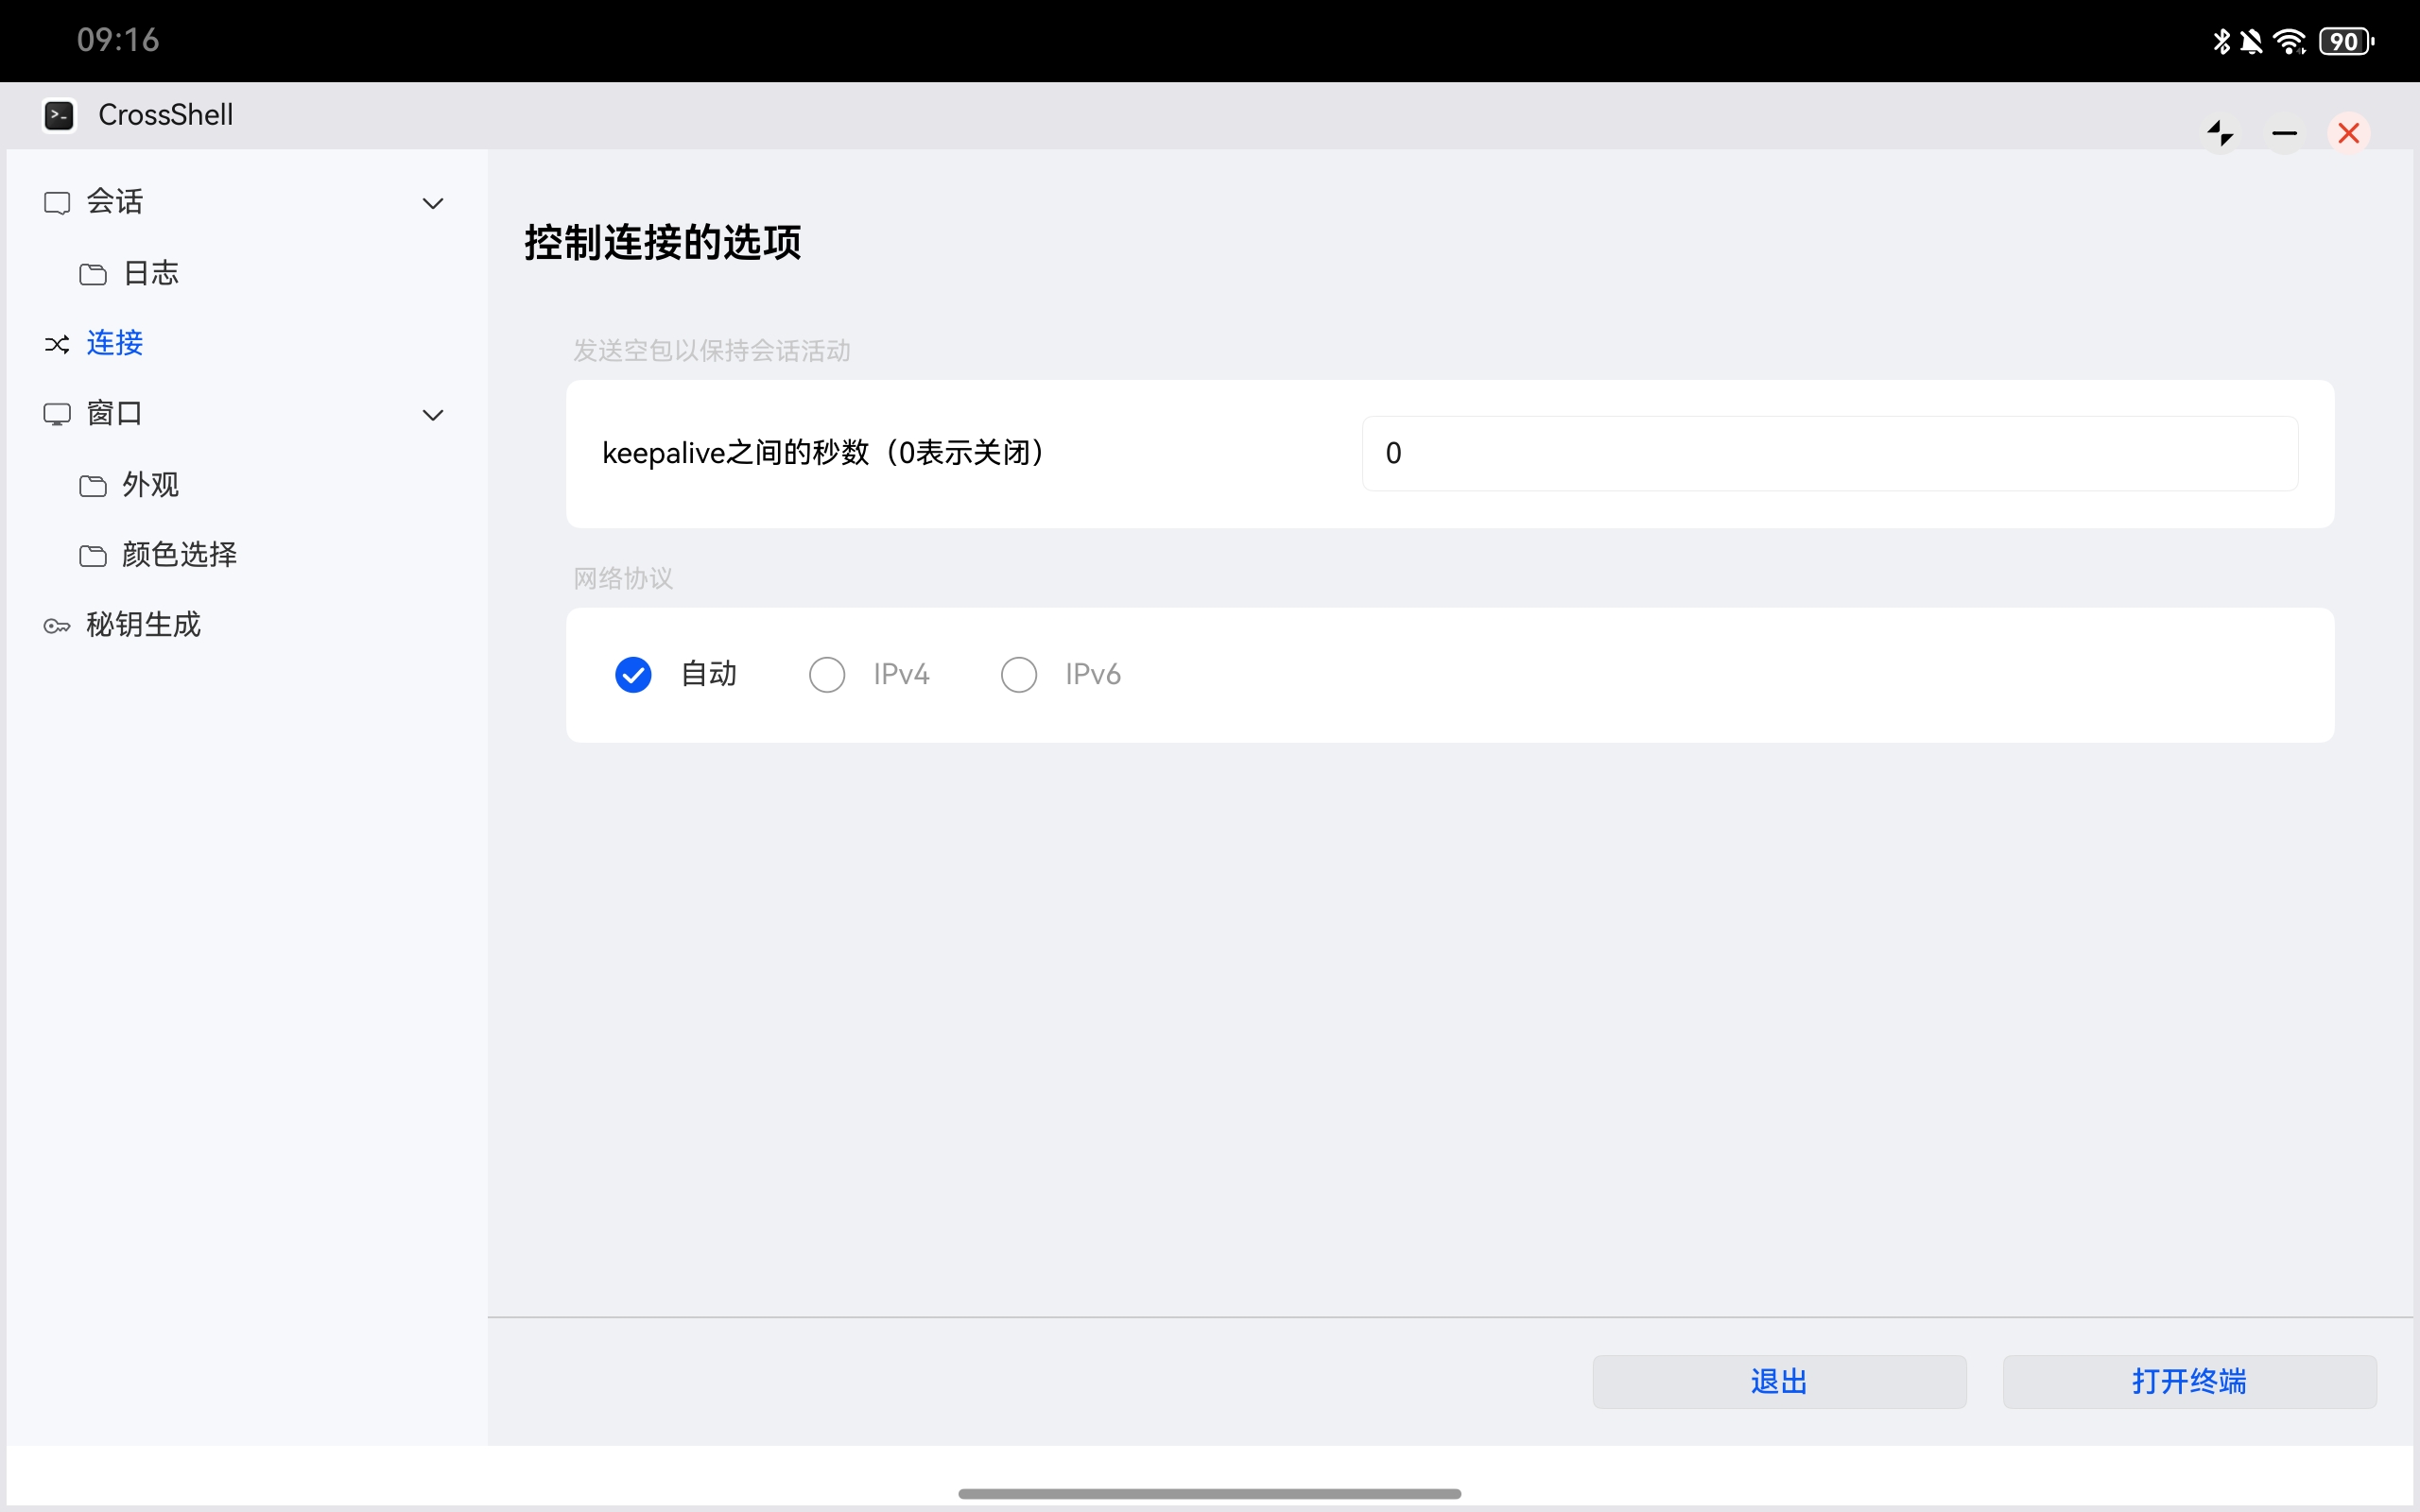 09:16
90
CrossShell
会话
日志
连接
窗口
外观
颜色选择
秘钥生成
控制连接的选项
发送空包以保持会话活动
keepalive之间的秒数（0表示关闭） 0
网络协议
自动 IPv4 IPv6
退出 打开终端